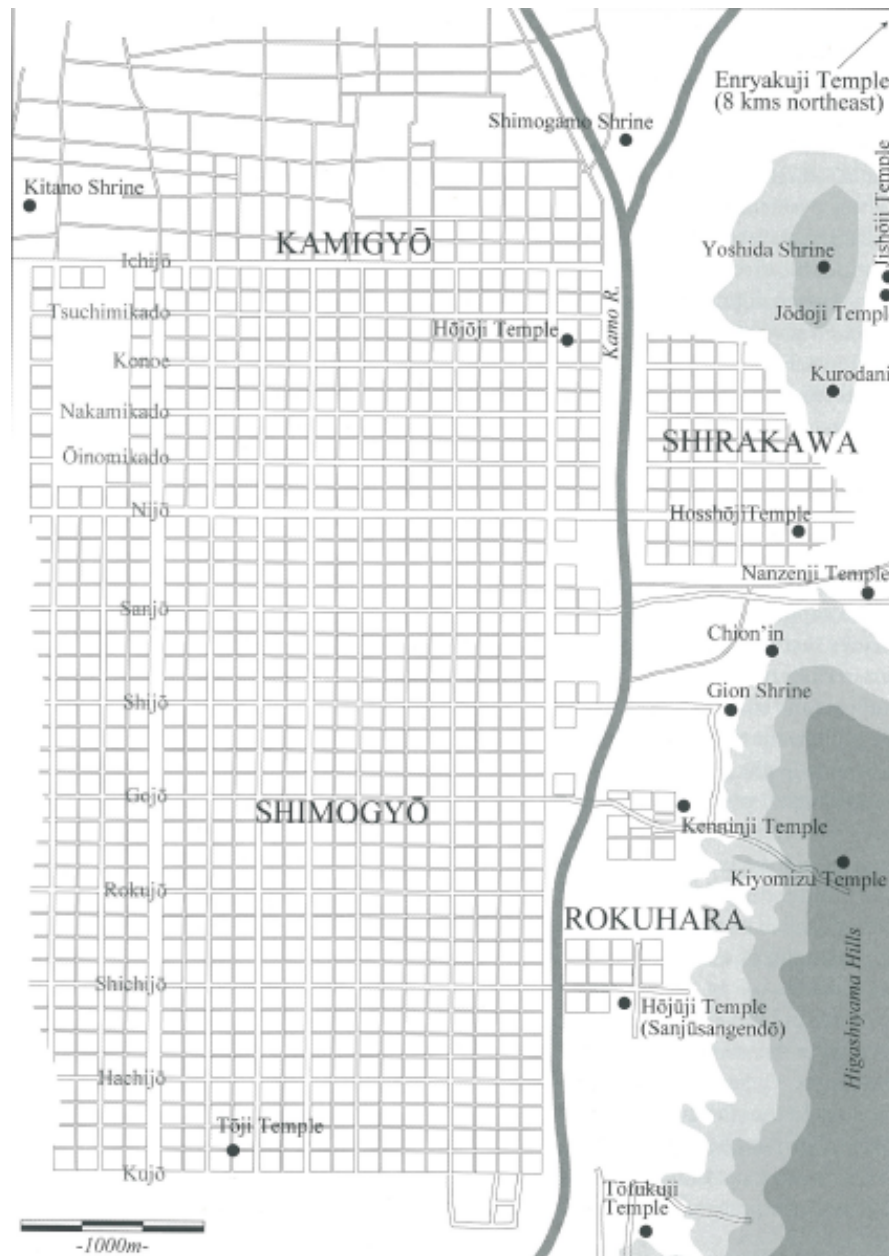 Enryakuji Temple
(8 kms northeast)
Shimogamo Shrine
Jishōji Temple
Kitano Shrine
KAMIGYŌ
Yoshida Shrine
Ichijō
Kamo R.
Tsuchimikado
Jōdoji Temple
Hōjōji Temple
Konoe
Kurodani
Nakamikado
SHIRAKAWA
Ōinomikado
Nijō
HosshōjiTemple
Nanzenji Temple
Sanjō
Chion'in
Gion Shrine
Shijō
Gojō
SHIMOGYŌ
Kenninji Temple
Kiyomizu Temple
Rokujō
ROKUHARA
Higashiyama Hills
Shichijō
Hōjūji Temple
(Sanjūsangendō)
Hachijō
Tōji Temple
Kujō
Tōfukuji
Temple
-1000m-